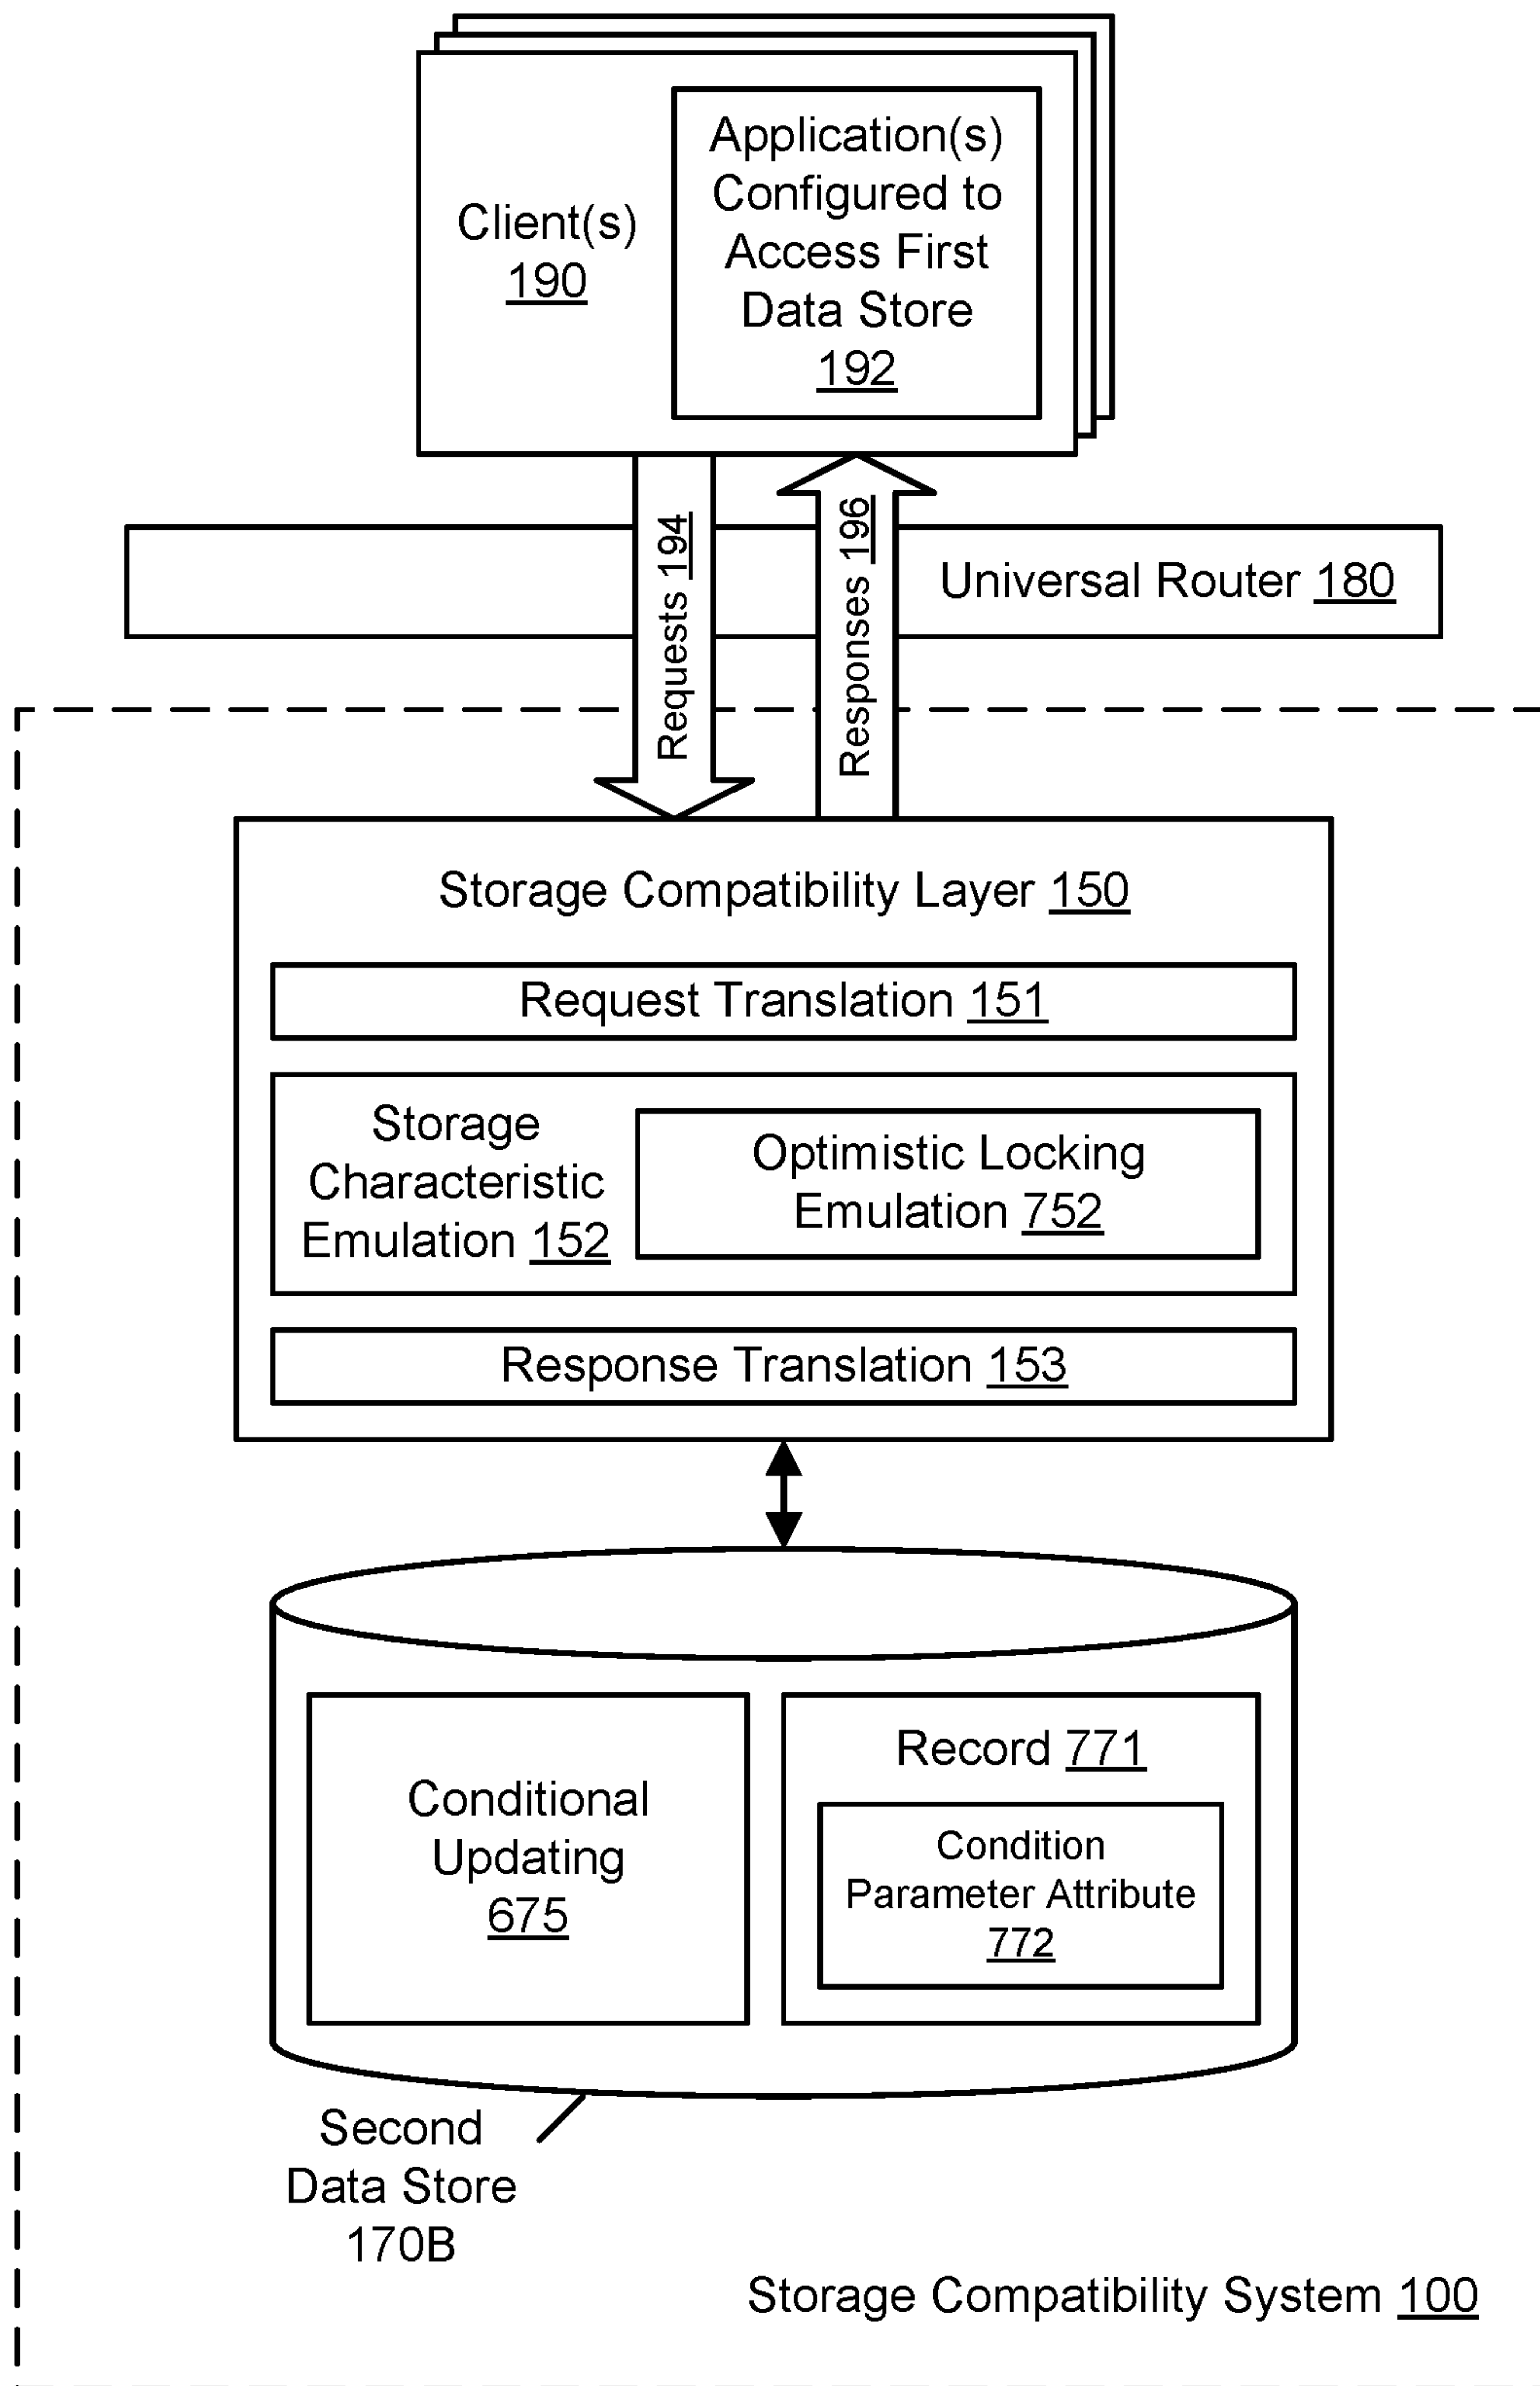 Client(s)
190
Application(s)
Configured to
Access First
Data Store
192
Requests 194
Responses 196
Universal Router 180
Storage Compatibility Layer 150
Request Translation 151
Storage
Characteristic
Emulation 152
Optimistic Locking
Emulation 752
Response Translation 153
Conditional
Updating
675
Record 771
Condition
Parameter Attribute
772
Second
Data Store
170B
Storage Compatibility System 100